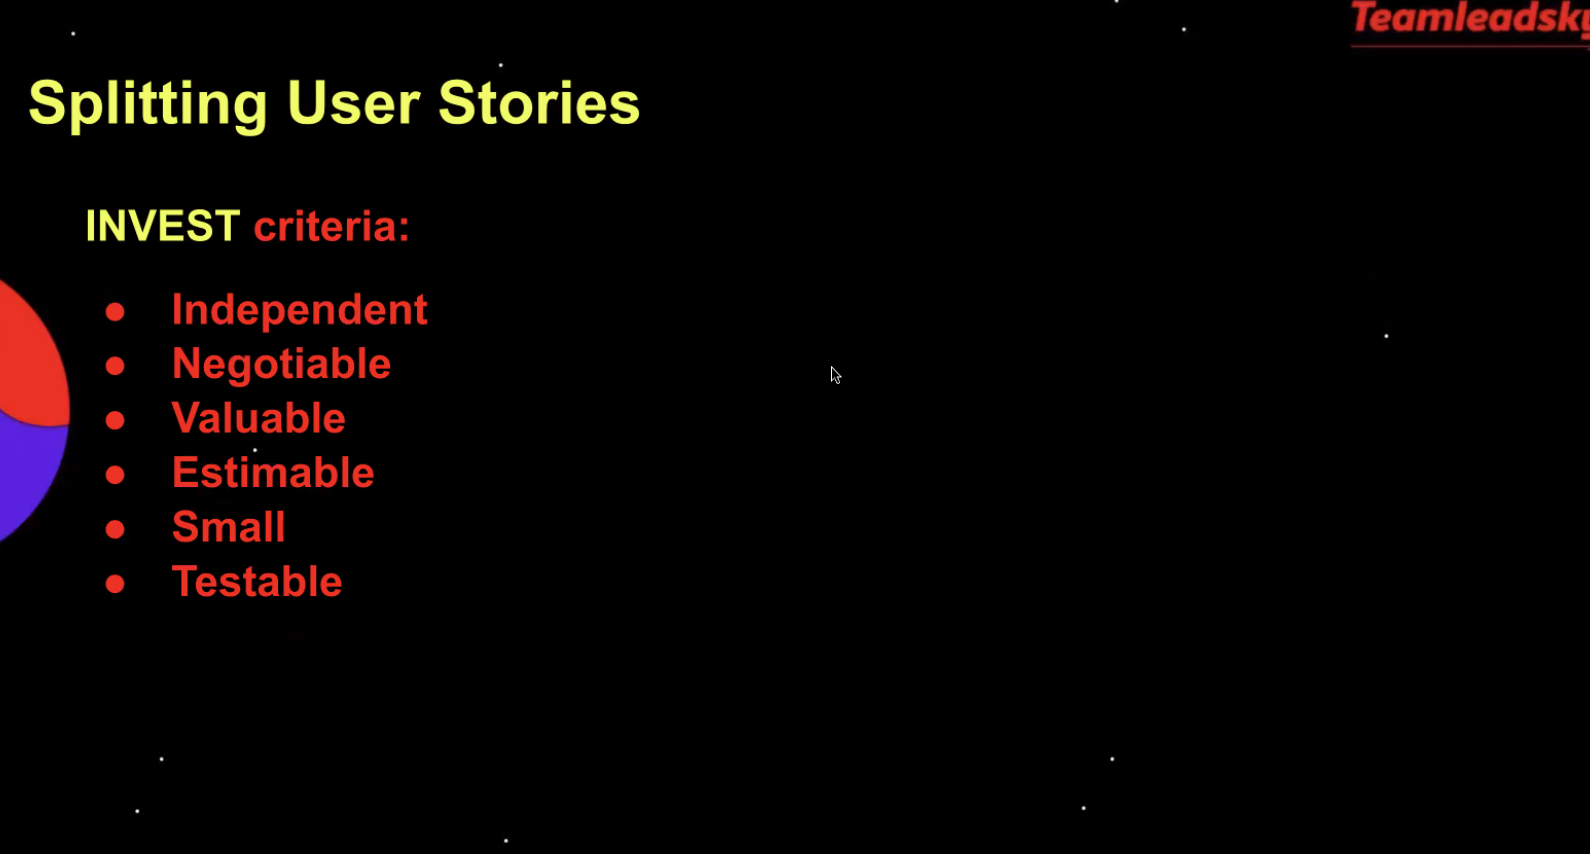 Splitting User Stories
INVEST criteria:
● Independent
● Negotiable
● Valuable
● Estimable
● Small
● Testable